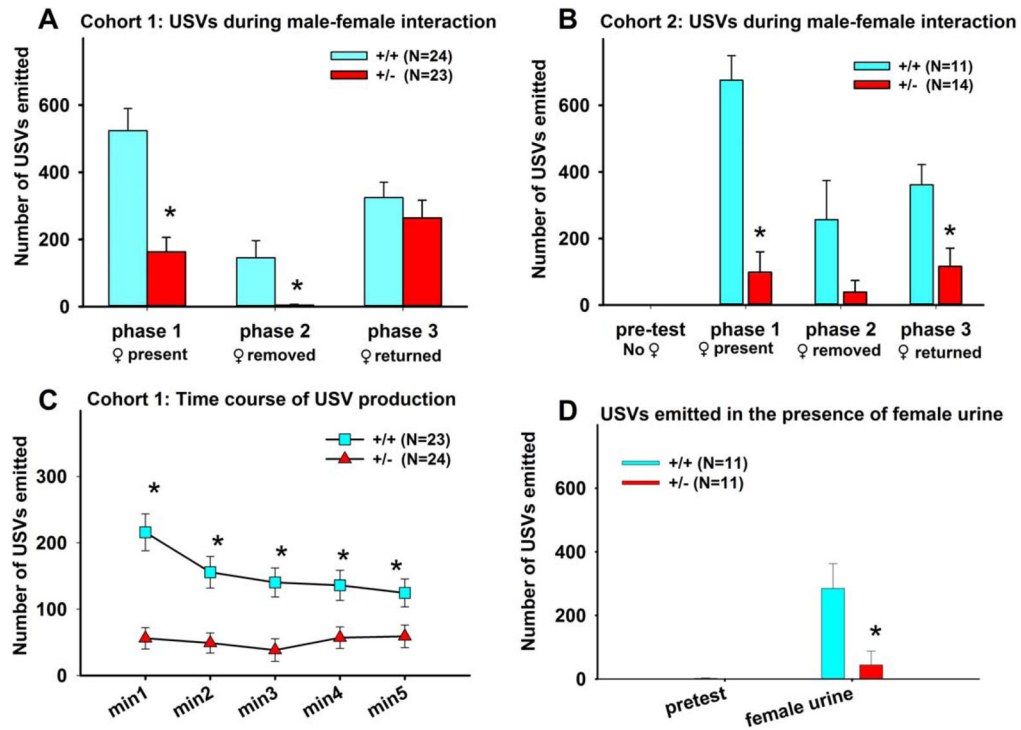 A Cohort 1: USVs during male-female interaction
Number of USVs emitted
600
400
200
0
+/+ (N=24)
+/- (N=23)
*
*
phase 1
♀ present
phase 2
♀ removed
phase 3
♀ returned
B Cohort 2: USVs during male-female interaction
Number of USVs emitted
600
400
200
0
+/+ (N=11)
+/- (N=14)
*
*
pre-test
No ♀
phase 1
♀ present
phase 2
♀ removed
phase 3
♀ returned
C Cohort 1: Time course of USV production
Number of USVs emitted
300
200
100
0
+/+ (N=23)
+/- (N=24)
* * * * *
min1 min2 min3 min4 min5
D USVs emitted in the presence of female urine
Number of USVs emitted
600
400
200
0
+/+ (N=11)
+/- (N=11)
*
pretest female urine